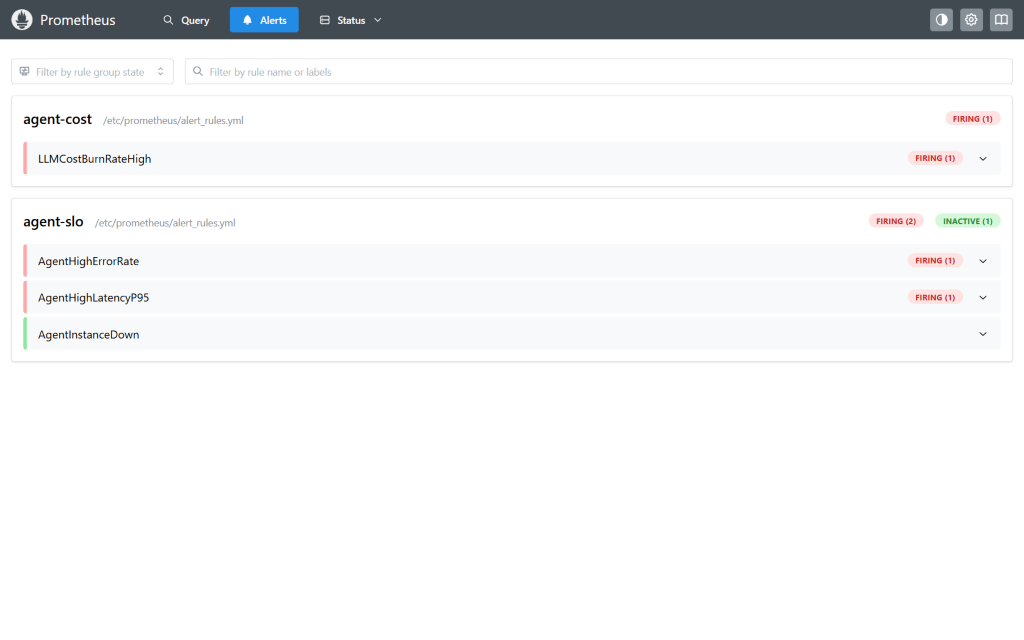 Prometheus Query Alerts Status
Filter by rule group state Filter by rule name or labels
agent-cost /etc/prometheus/alert_rules.yml FIRING (1)
LLMCostBurnRateHigh FIRING (1)
agent-slo /etc/prometheus/alert_rules.yml FIRING (2) INACTIVE (1)
AgentHighErrorRate FIRING (1)
AgentHighLatencyP95 FIRING (1)
AgentInstanceDown